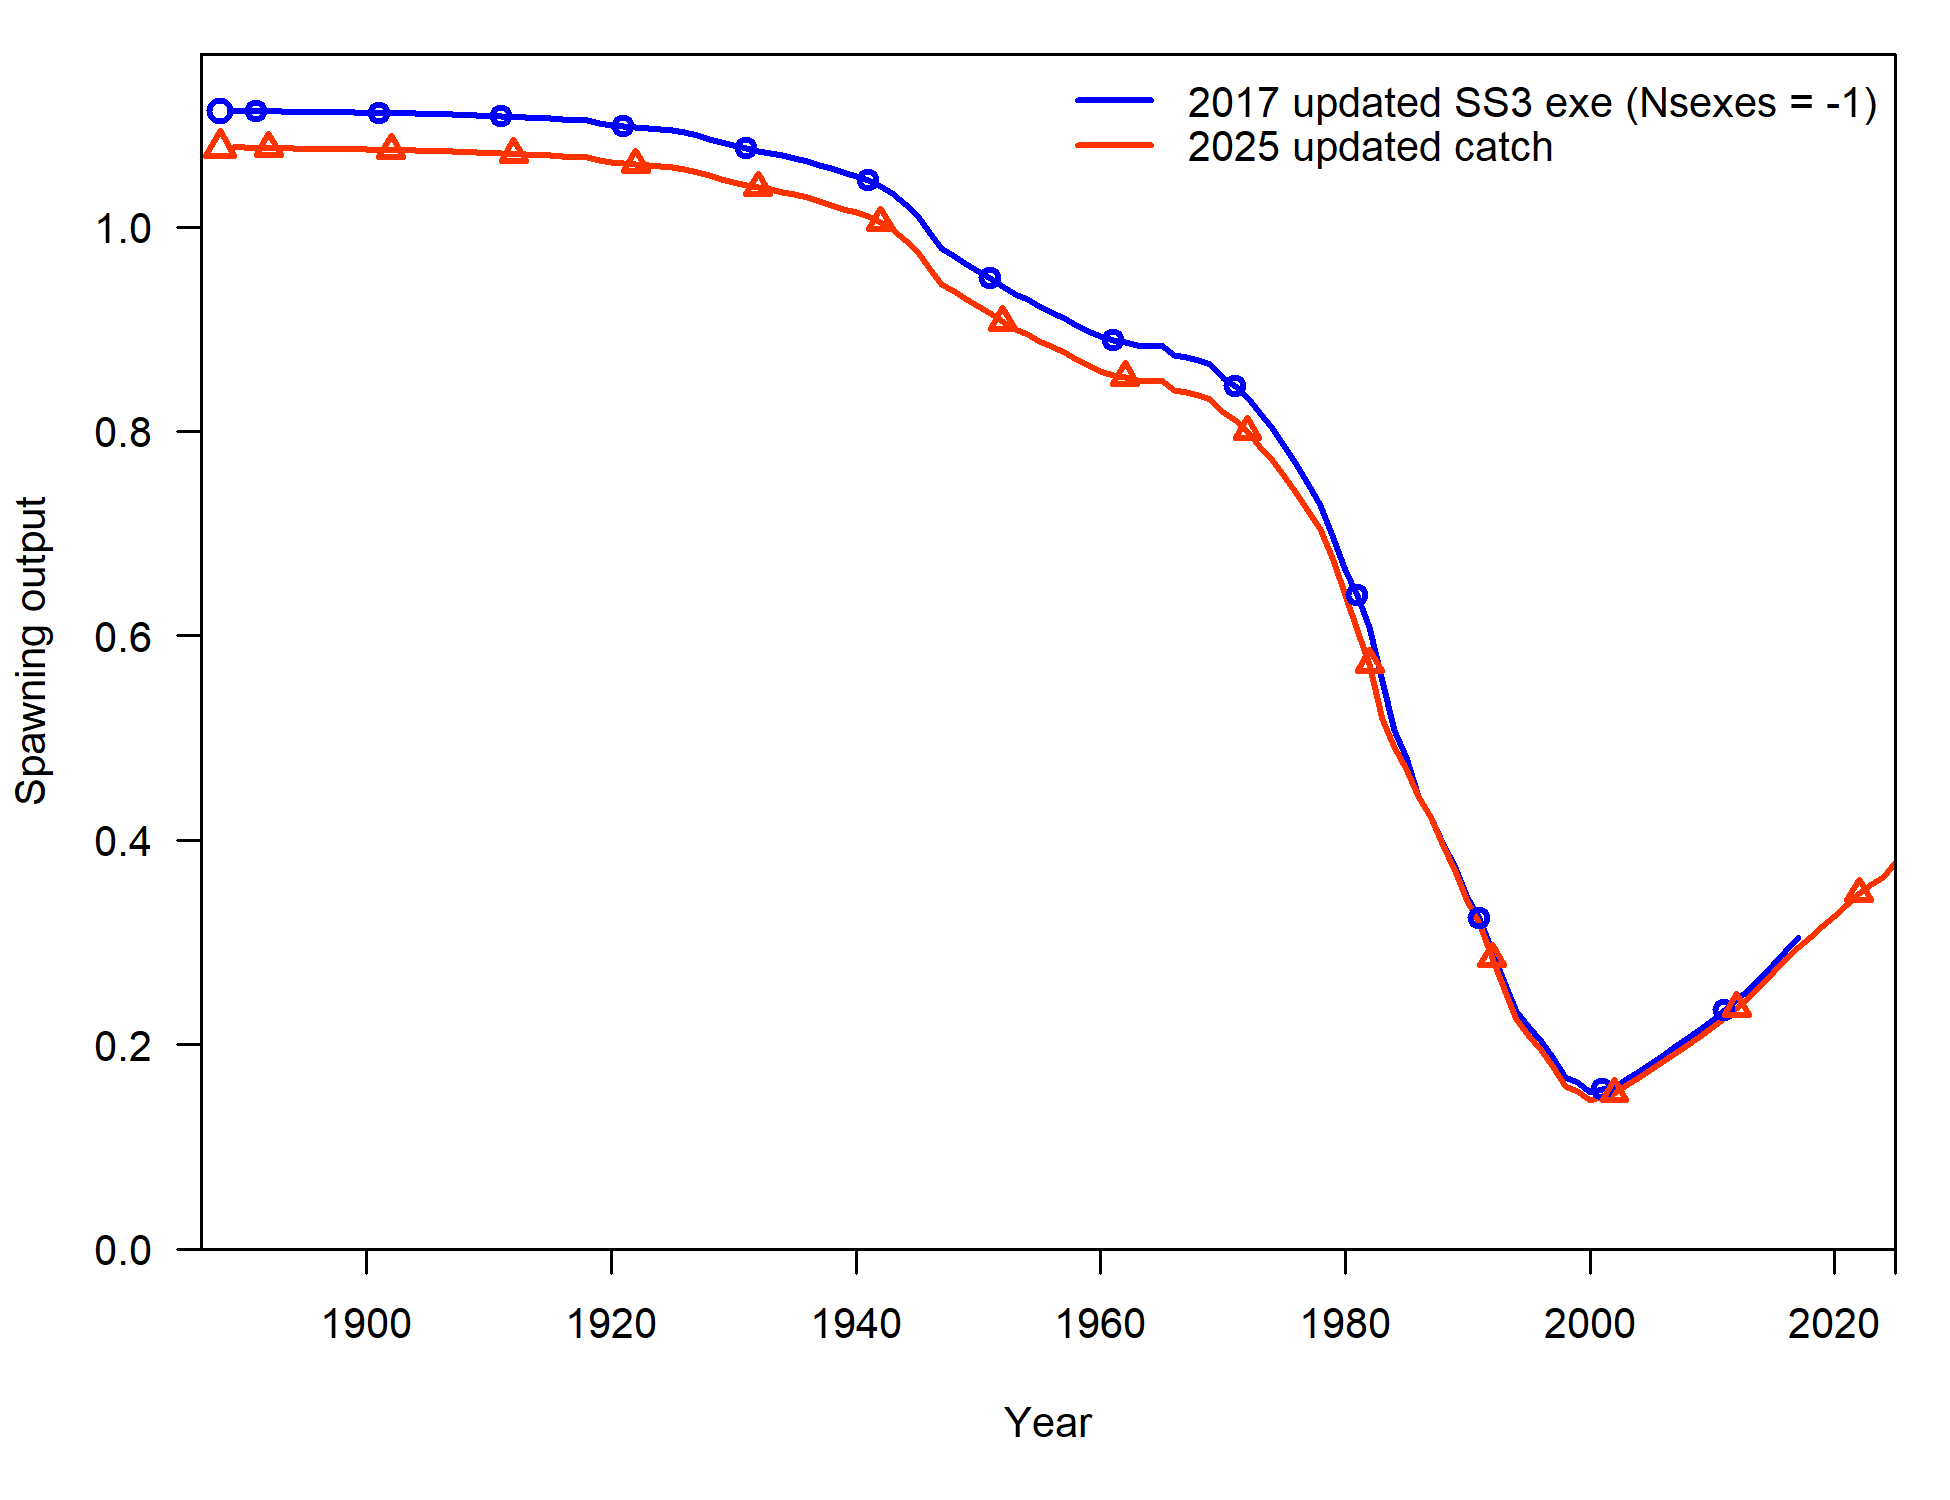 2017 updated SS3 exe (Nsexes = -1)
2025 updated catch
1.0
0.8
0.6
0.4
0.2
0.0
Spawning output
1900 1920 1940 1960 1980 2000 2020
Year